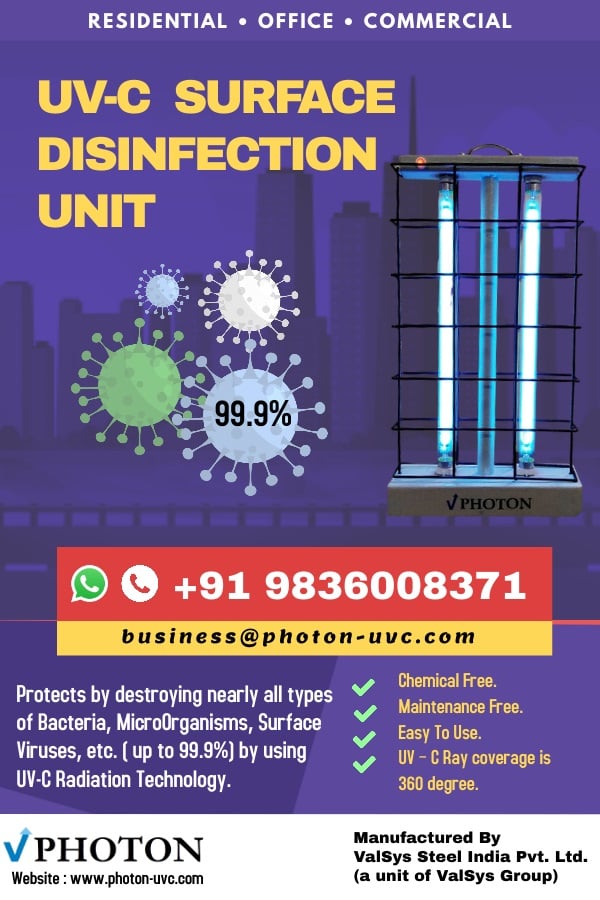 RESIDENTIAL • OFFICE • COMMERCIAL
UV-C SURFACE
DISINFECTION
UNIT
99.9%
PHOTON
+91 9836008371
business@photon-uvc.com
Protects by destroying nearly all types
of Bacteria, MicroOrganisms, Surface
Viruses, etc. ( up to 99.9%) by using
UV-C Radiation Technology.
Chemical Free.
Maintenance Free.
Easy To Use.
UV – C Ray coverage is
360 degree.
PHOTON
Website : www.photon-uvc.com
Manufactured By
ValSys Steel India Pvt. Ltd.
(a unit of ValSys Group)